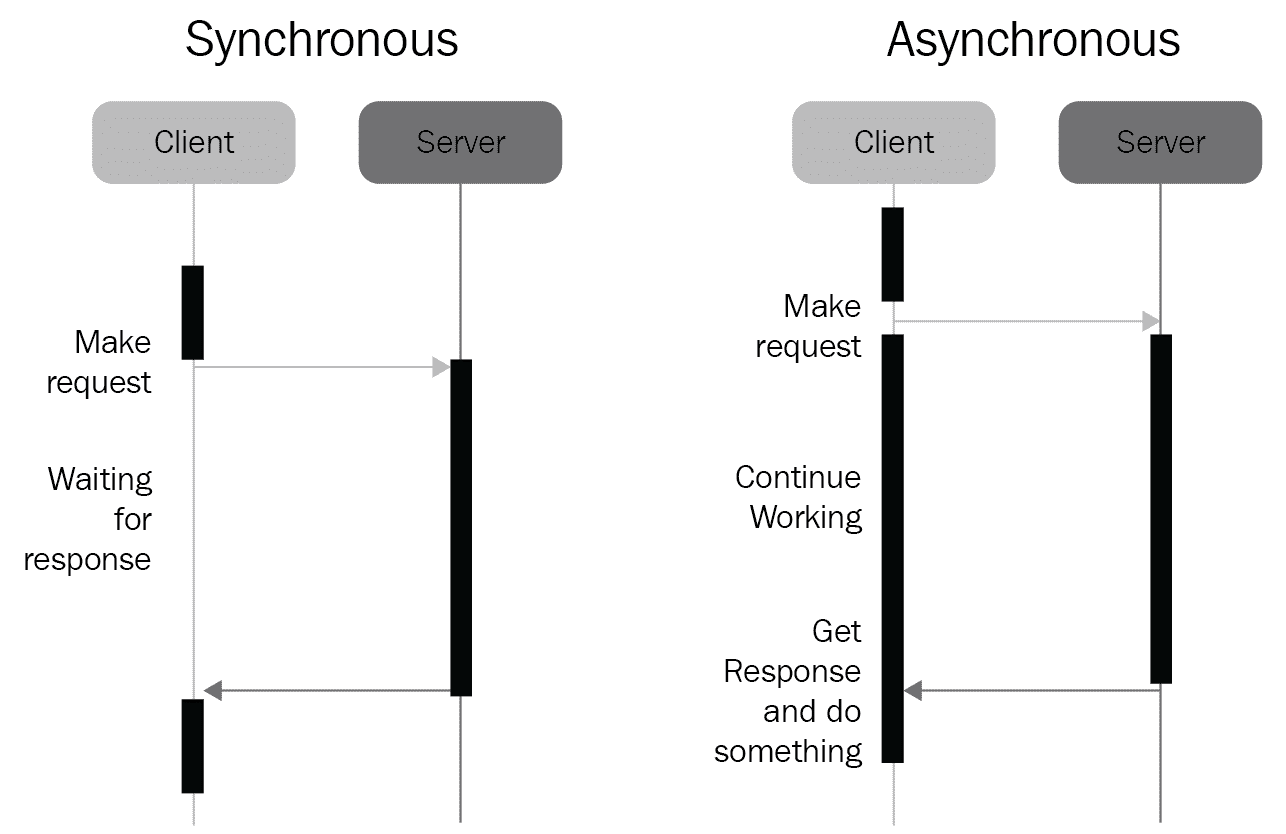 Synchronous
Client
Server
Make
request
Waiting
for
response
Asynchronous
Client
Server
Make
request
Continue
Working
Get
Response
and do
something